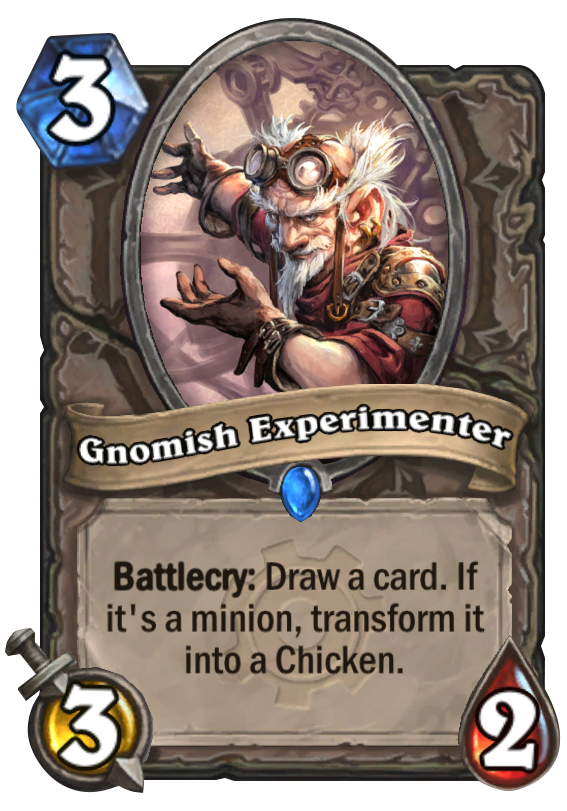 3
Gnomish Experimenter
Battlecry: Draw a card. If
it's a minion, transform it
into a Chicken.
3
2